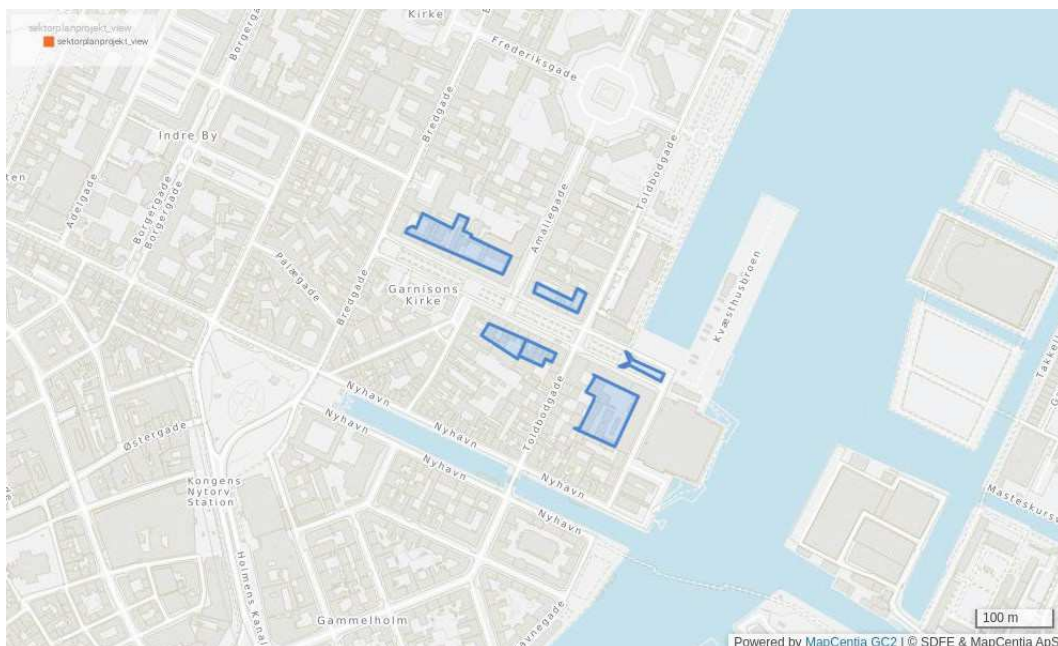 sektorplanprojekt_view
sektorplanprojekt_view
Kirke
Borgergade
Bredgade
Frederiksgade
Indre By
Toldbodgade
Adelgade
Borgergade
Borgergade
Amaliegade
Palægade
Bredgade
Garnisons
Kirke
Kvæsthusbroen
Nyhavn
Nyhavn
Nyhavn
Nyhavn
Nyhavn
Nyhavn
Toldbodgade
Østergade
Kongens
Nytorv
Station
Holmens Kanal
Gammelholm
100 m
Powered by MapCentia GC2 | © SDFE & MapCentia ApS